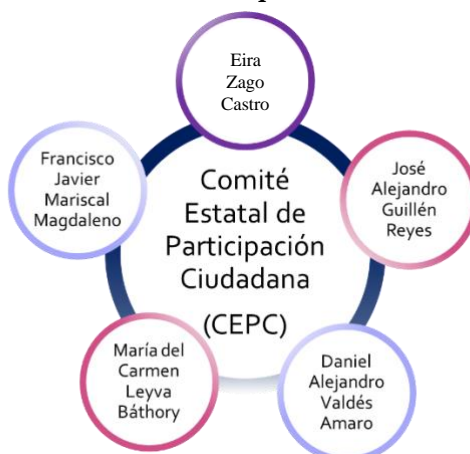 Eira
Zago
Castro
Francisco
Javier
Mariscal
Magdaleno
José
Alejandro
Guillén
Reyes
Comité
Estatal de
Participación
Ciudadana
(CEPC)
María del
Carmen
Leyva
Báthory
Daniel
Alejandro
Valdés
Amaro